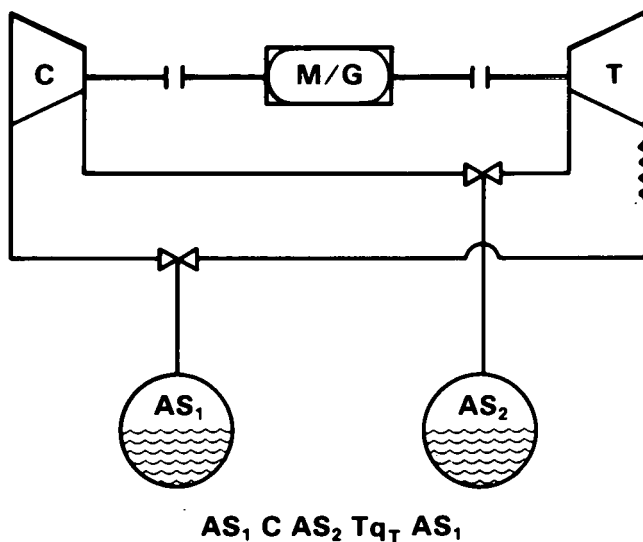 C
M/G
T
AS₁
AS₂
AS₁ C AS₂ Tq_T AS₁